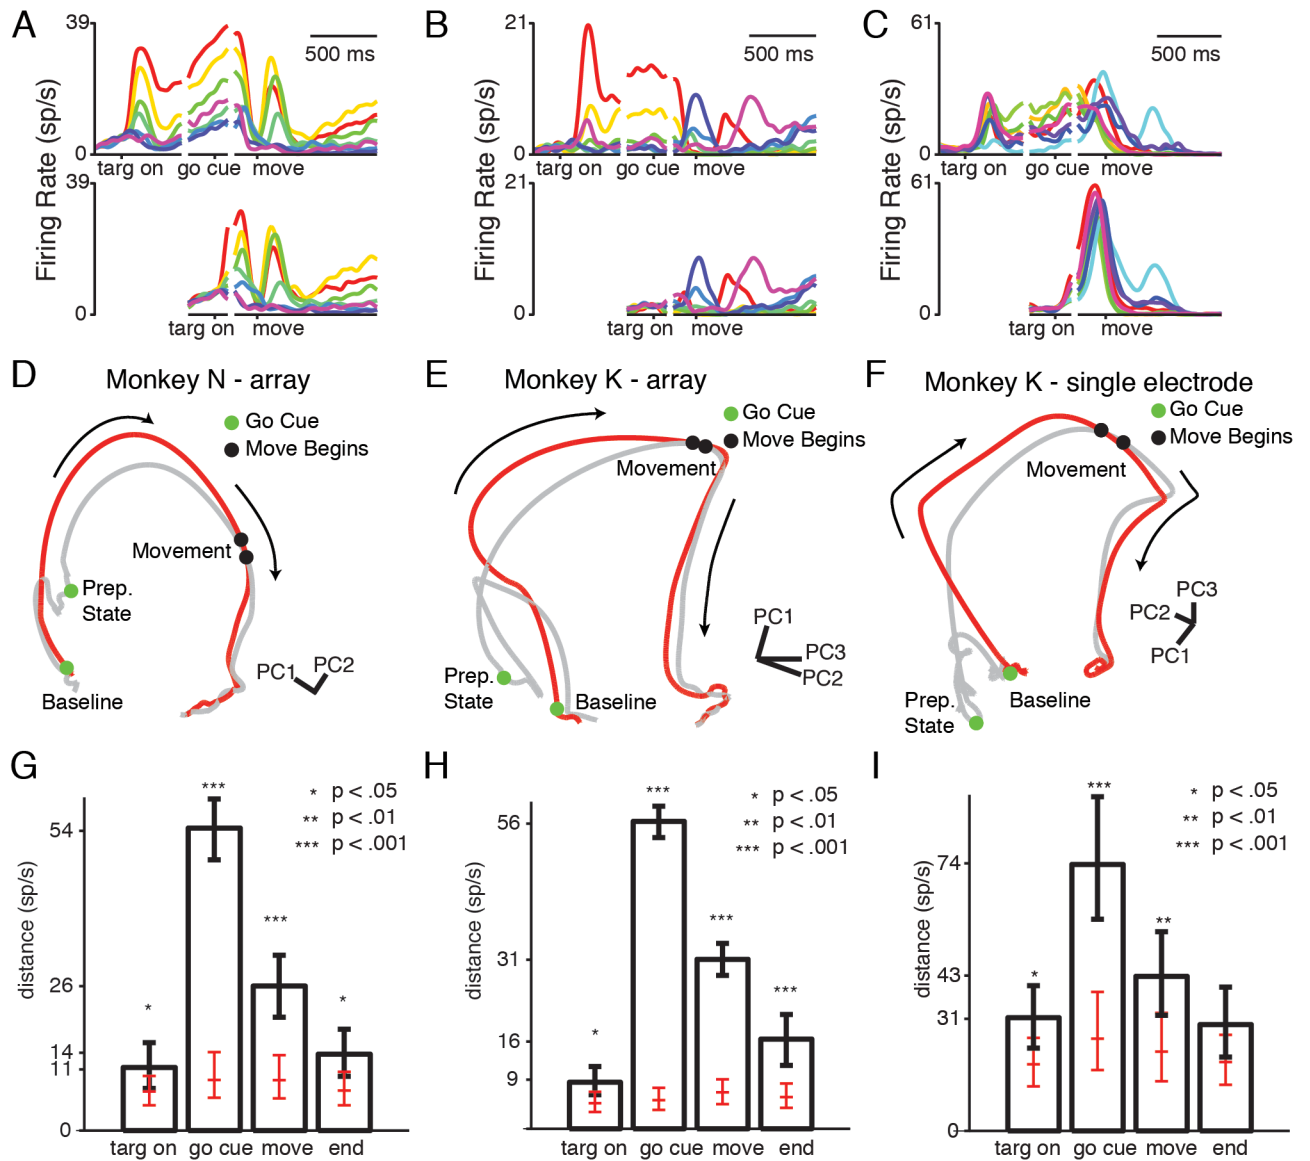 A
39
0
Firing Rate (sp/s)
500 ms
targ on go cue move
39
0
targ on move
B
21
0
Firing Rate (sp/s)
500 ms
targ on go cue move
21
0
targ on move
C
61
0
Firing Rate (sp/s)
500 ms
targ on go cue move
61
0
targ on move
D
Monkey N - array
Go Cue
Move Begins
Movement
Prep.
State
Baseline
PC1 PC2
E
Monkey K - array
Go Cue
Move Begins
Movement
Prep.
State
Baseline
PC1
PC3
PC2
F
Monkey K - single electrode
Go Cue
Move Begins
Movement
Prep.
State
Baseline
PC3
PC2
PC1
G
distance (sp/s)
54
26
14
11
0
*** 
* p < .05
** p < .01
*** p < .001
***
*
*
targ on go cue move end
H
distance (sp/s)
56
31
16
9
***
* p < .05
** p < .01
*** p < .001
***
***
*
targ on go cue move end
I
distance (sp/s)
74
43
31
0
***
* p < .05
** p < .01
*** p < .001
**
*
targ on go cue move end